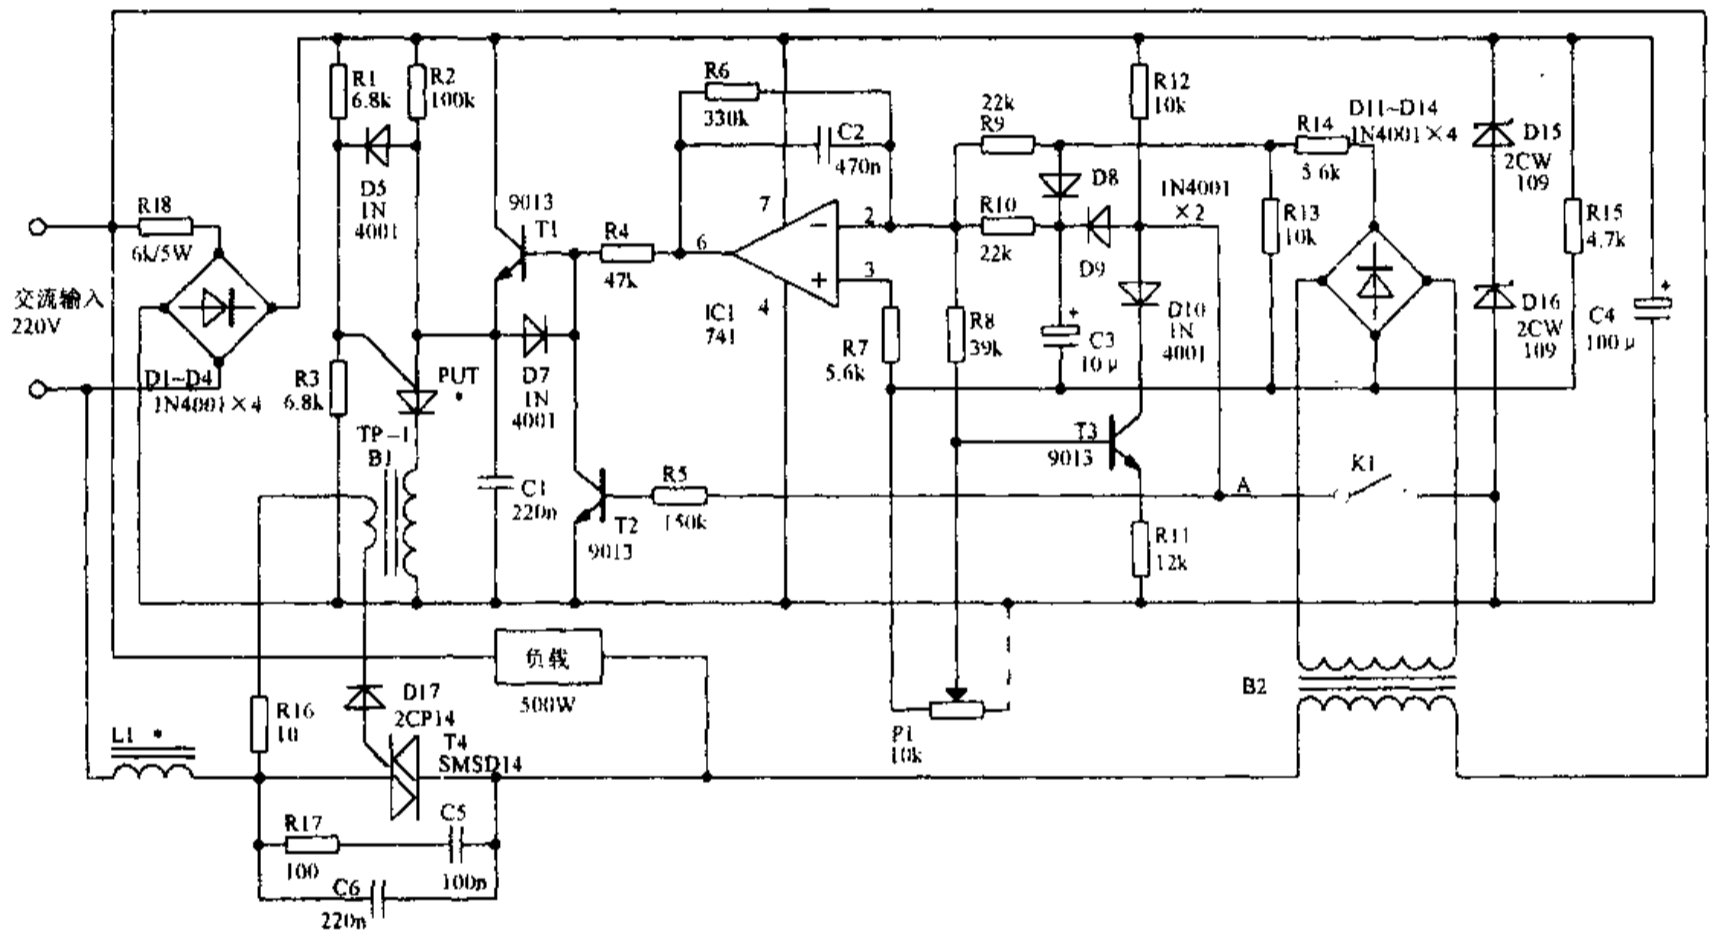 R1
6.8k
R2
100k
R6
330k
C2
470n
22k
R9
R12
10k
D11~D14
1N4001×4
R14
5.6k
D15
2CW
109
D5
1N
4001
9013
T1
7
2
R10
22k
D8
1N4001
×2
D9
R13
10k
R15
4.7k
R18
6k/5W
R4
47k
6
3
4
IC1
741
交流输入
220V
D1~D4
1N4001×4
R3
6.8k
PUT
*
D7
1N
4001
R7
5.6k
R8
39k
+
C3
10μ
D10
1N
4001
D16
2CW
109
+
C4
100μ
TP-1
B1
C1
220n
T2
9013
R5
150k
T3
9013
A
K1
R11
12k
负载
500W
B2
P1
10k
L1 *
R16
10
D17
2CP14
T4
SMSD14
R17
100
C5
100n
C6
220n